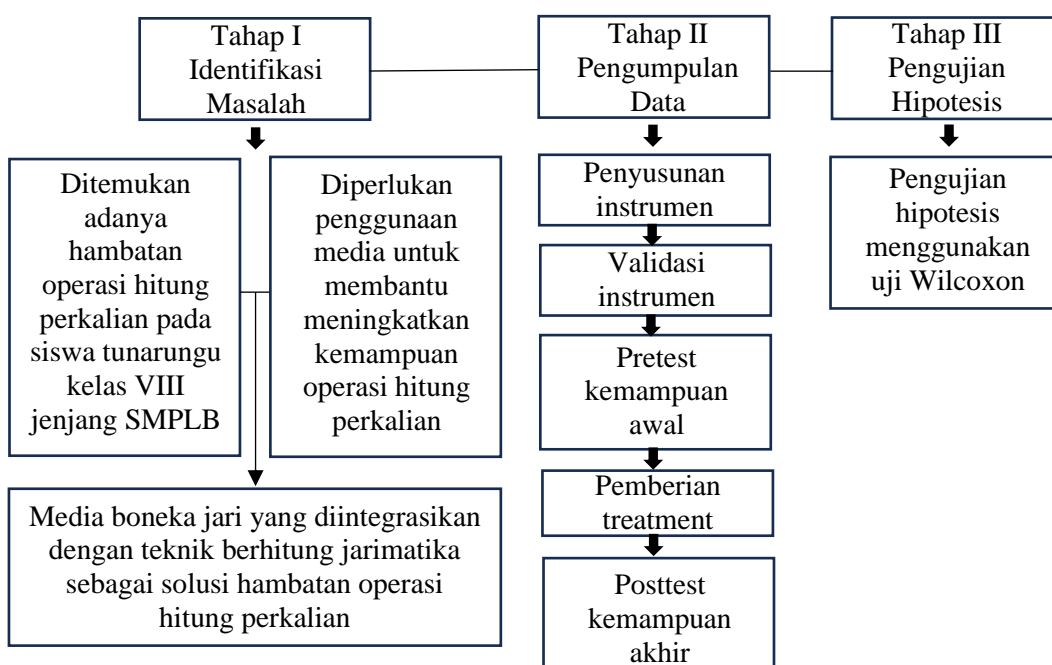 Tahap I
Identifikasi
Masalah
Ditemukan
adanya
hambatan
operasi hitung
perkalian pada
siswa tunarungu
kelas VIII
jenjang SMPLB
Diperlukan
penggunaan
media untuk
membantu
meningkatkan
kemampuan
operasi hitung
perkalian
Media boneka jari yang diintegrasikan
dengan teknik berhitung jarimatika
sebagai solusi hambatan operasi
hitung perkalian
Tahap II
Pengumpulan
Data
Penyusunan
instrumen
Validasi
instrumen
Pretest
kemampuan
awal
Pemberian
treatment
Posttest
kemampuan
akhir
Tahap III
Pengujian
Hipotesis
Pengujian
hipotesis
menggunakan
uji Wilcoxon